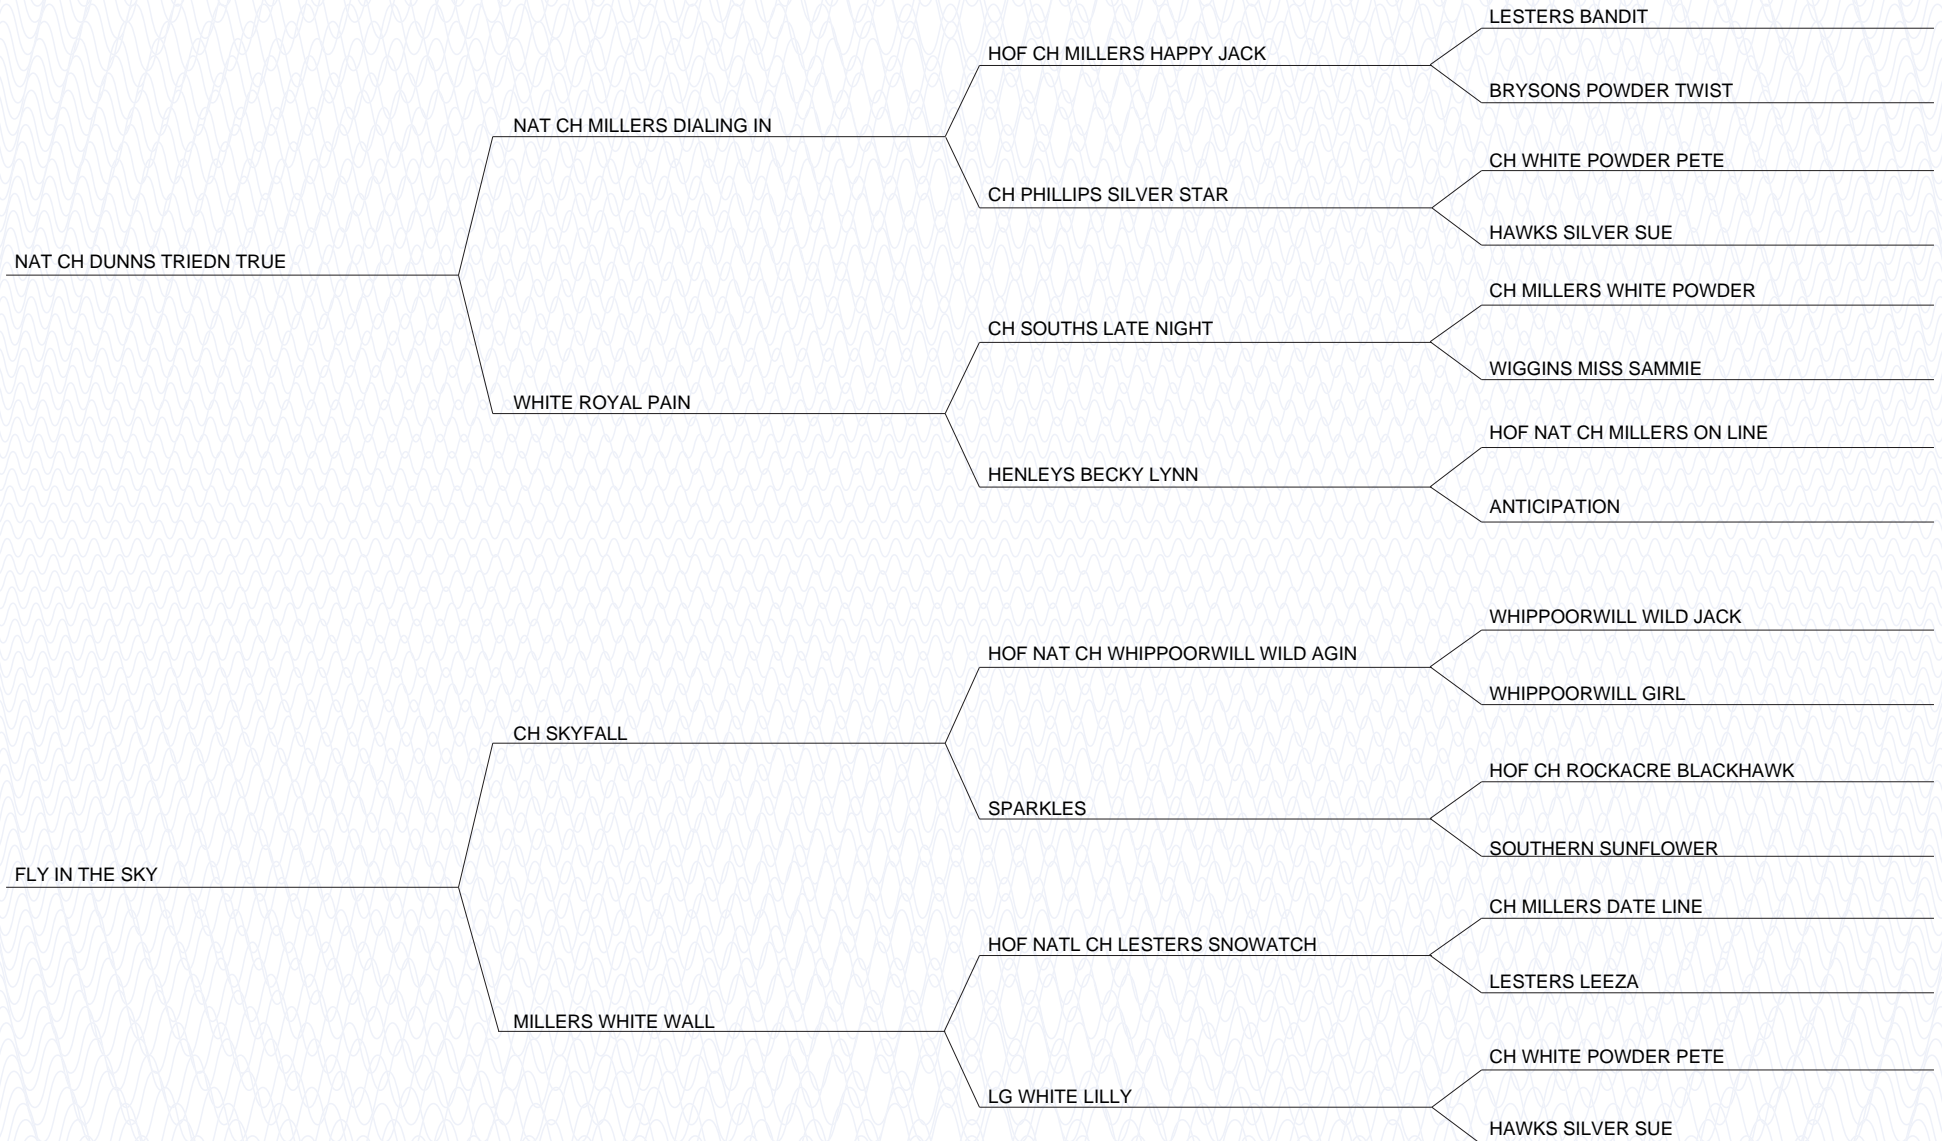 LESTERS BANDIT
HOF CH MILLERS HAPPY JACK
BRYSONS POWDER TWIST
NAT CH MILLERS DIALING IN
CH WHITE POWDER PETE
CH PHILLIPS SILVER STAR
HAWKS SILVER SUE
NAT CH DUNNS TRIEDN TRUE
CH MILLERS WHITE POWDER
CH SOUTHS LATE NIGHT
WIGGINS MISS SAMMIE
WHITE ROYAL PAIN
HOF NAT CH MILLERS ON LINE
HENLEYS BECKY LYNN
ANTICIPATION
WHIPPOORWILL WILD JACK
HOF NAT CH WHIPPOORWILL WILD AGIN
WHIPPOORWILL GIRL
CH SKYFALL
HOF CH ROCKACRE BLACKHAWK
SPARKLES
SOUTHERN SUNFLOWER
FLY IN THE SKY
CH MILLERS DATE LINE
HOF NATL CH LESTERS SNOWATCH
LESTERS LEEZA
MILLERS WHITE WALL
CH WHITE POWDER PETE
LG WHITE LILLY
HAWKS SILVER SUE